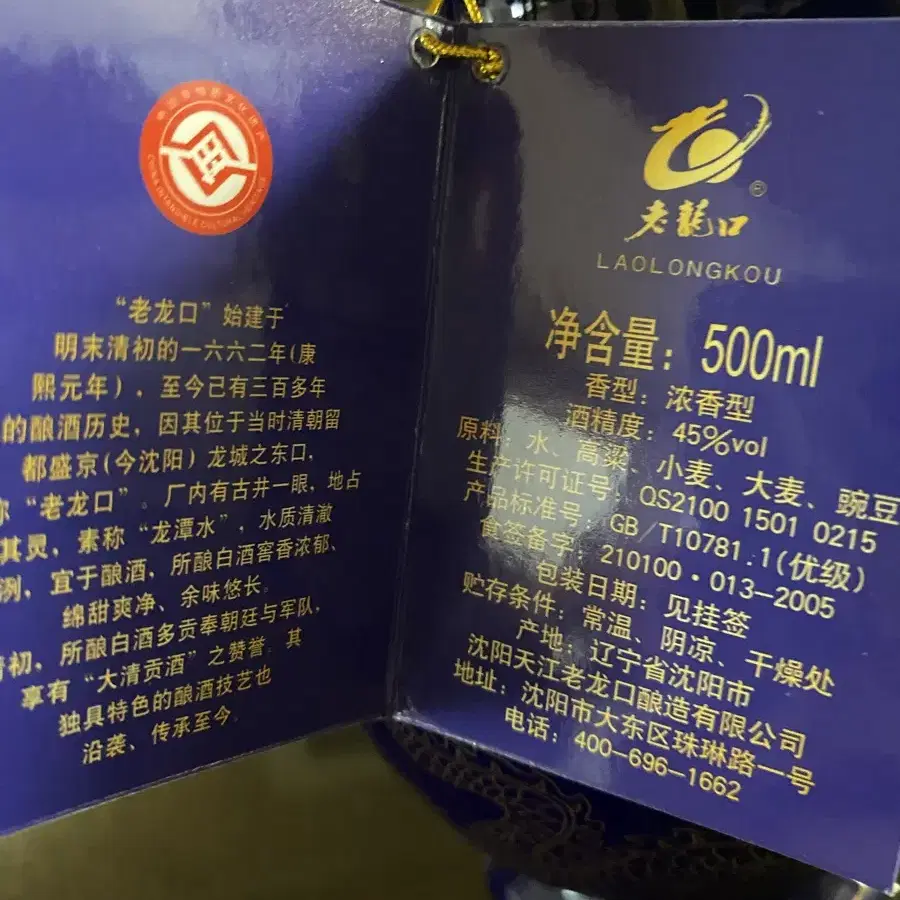 CHINA INTANGIBLE CULTURAL HERITAGE
“老龙口”始建于
明末清初的一六六二年(康
熙元年），至今已有三百多年
的酿酒历史，因其位于当时清朝留
都盛京(今沈阳）龙城之东口，
称“老龙口”。厂内有古井一眼，地占
其灵，素称“龙潭水”，水质清澈
洌，宜于酿酒、所酿白酒窖香浓郁、
绵甜爽净、余味悠长。
清初、所酿白酒多贡奉朝廷与军队，
享有“大清贡酒”之赞誉。其
独具特色的酿酒技艺也
沿袭、传承至今。
老龍口
LAOLONGKOU
净含量：500ml
香型：浓香型
酒精度：45%vol
原料：水、高粱、小麦、大麦、豌豆
生产许可证号：QS2100 1501 0215
产品标准号：GB/T10781.1(优级)
食签备字：210100·013-2005
包装日期：见挂签
贮存条件：常温、阴凉、干燥处
产地：辽宁省沈阳市
沈阳天江老龙口酿造有限公司
地址：沈阳市大东区珠琳路一号
电话：400-696-1662